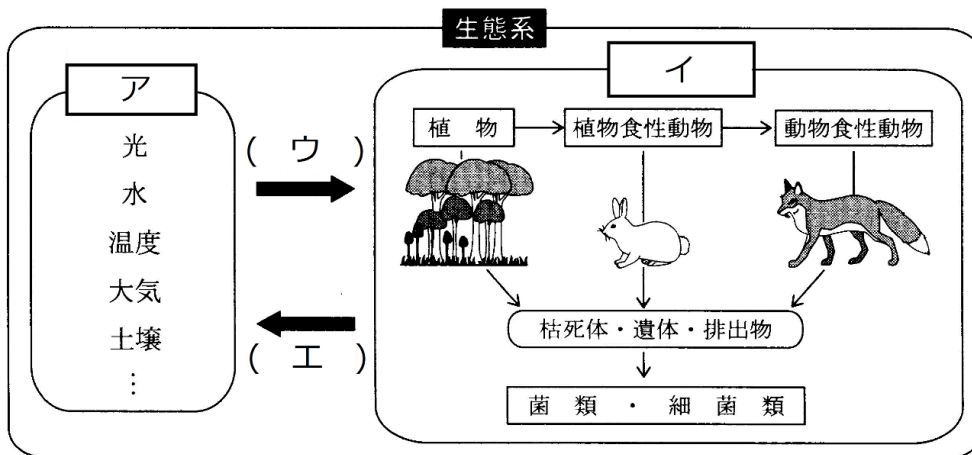 生態系
ア
光
水
温度
大気
土壌
⋮
( ウ )
( エ )
イ
植 物
植物食性動物
動物食性動物
枯死体・遺体・排出物
菌 類 ・ 細 菌 類